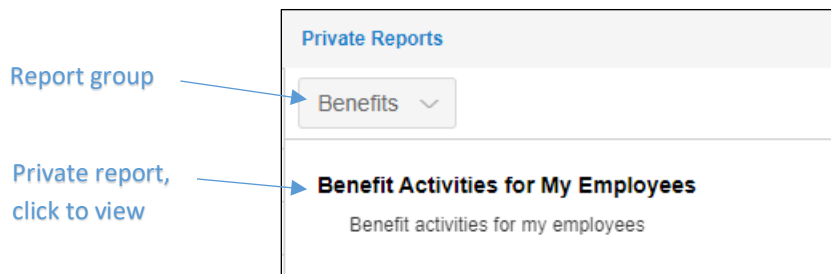 Private Reports
Report group
Benefits
Private report,
click to view
Benefit Activities for My Employees
Benefit activities for my employees